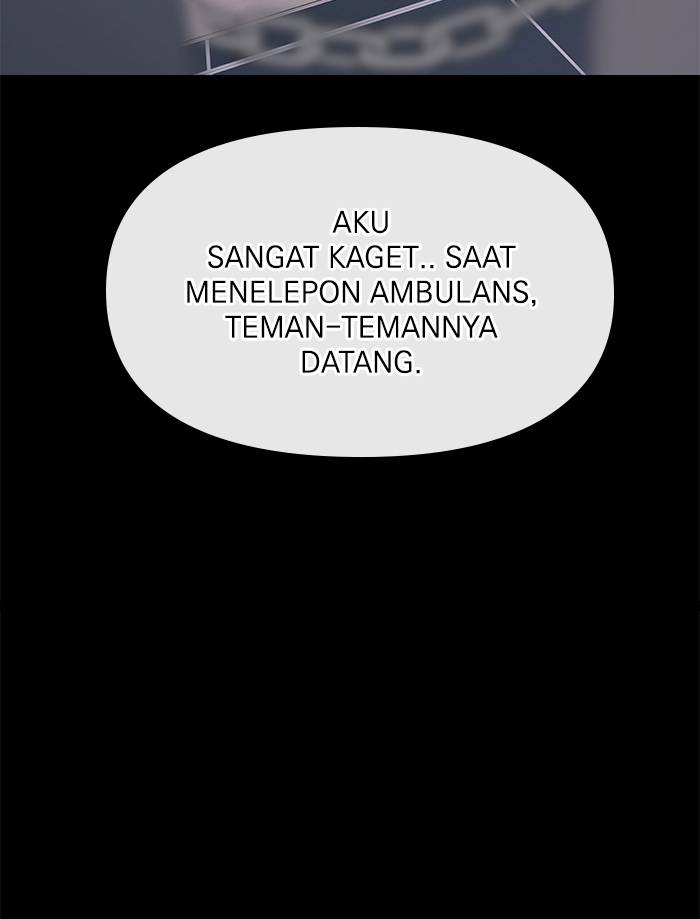 AKU
SANGAT KAGET.. SAAT
MENELEPON AMBULANS,
TEMAN-TEMANNYA
DATANG.